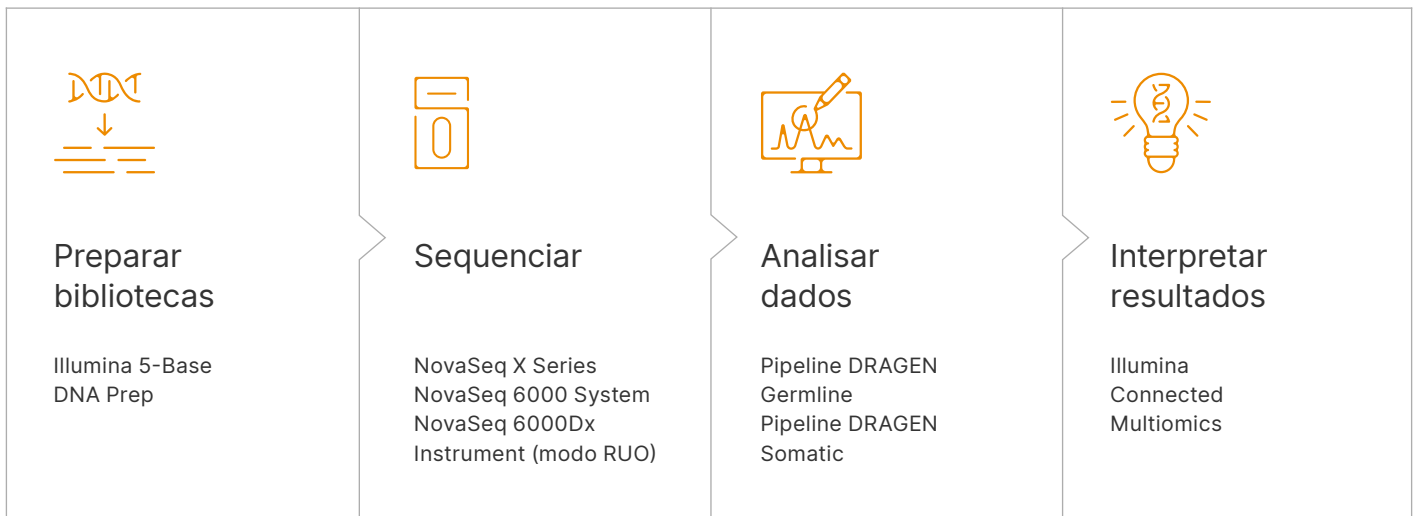 Preparar
bibliotecas
Illumina 5-Base
DNA Prep
Sequenciar
NovaSeq X Series
NovaSeq 6000 System
NovaSeq 6000Dx
Instrument (modo RUO)
Analisar
dados
Pipeline DRAGEN
Germline
Pipeline DRAGEN
Somatic
Interpretar
resultados
Illumina
Connected
Multiomics